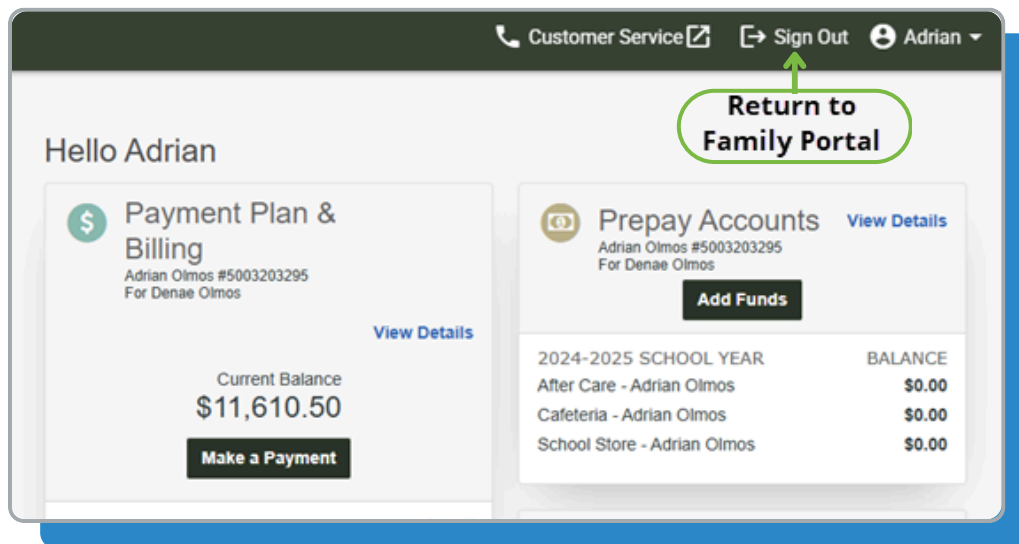 Customer Service
Sign Out
Adrian
Return to
Family Portal
Hello Adrian
Payment Plan &
Billing
Adrian Olmos #5003203295
For Denae Olmos
View Details
Current Balance
$11,610.50
Make a Payment
Prepay Accounts
View Details
Adrian Olmos #5003203295
For Denae Olmos
Add Funds
2024-2025 SCHOOL YEAR BALANCE
After Care - Adrian Olmos $0.00
Cafeteria - Adrian Olmos $0.00
School Store - Adrian Olmos $0.00